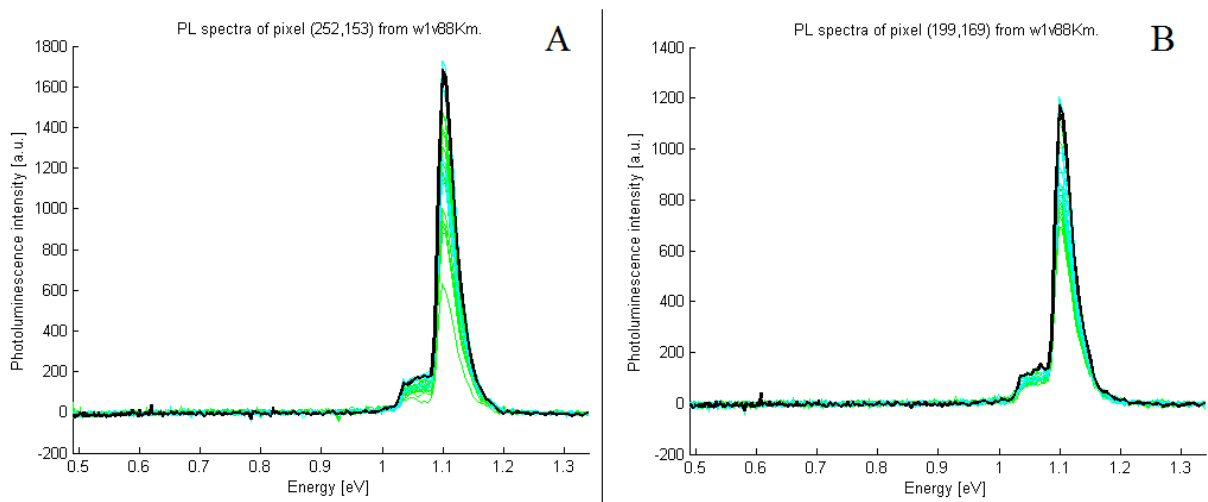 PL spectra of pixel (252,153) from w1v88Km.
A
1800
1600
1400
1200
1000
800
600
400
200
0
-200
0.5 0.6 0.7 0.8 0.9 1 1.1 1.2 1.3
Energy [eV]
Photoluminescence intensity [a.u.]
PL spectra of pixel (199,169) from w1v88Km.
B
1400
1200
1000
800
600
400
200
0
-200
0.5 0.6 0.7 0.8 0.9 1 1.1 1.2 1.3
Energy [eV]
Photoluminescence intensity [a.u.]